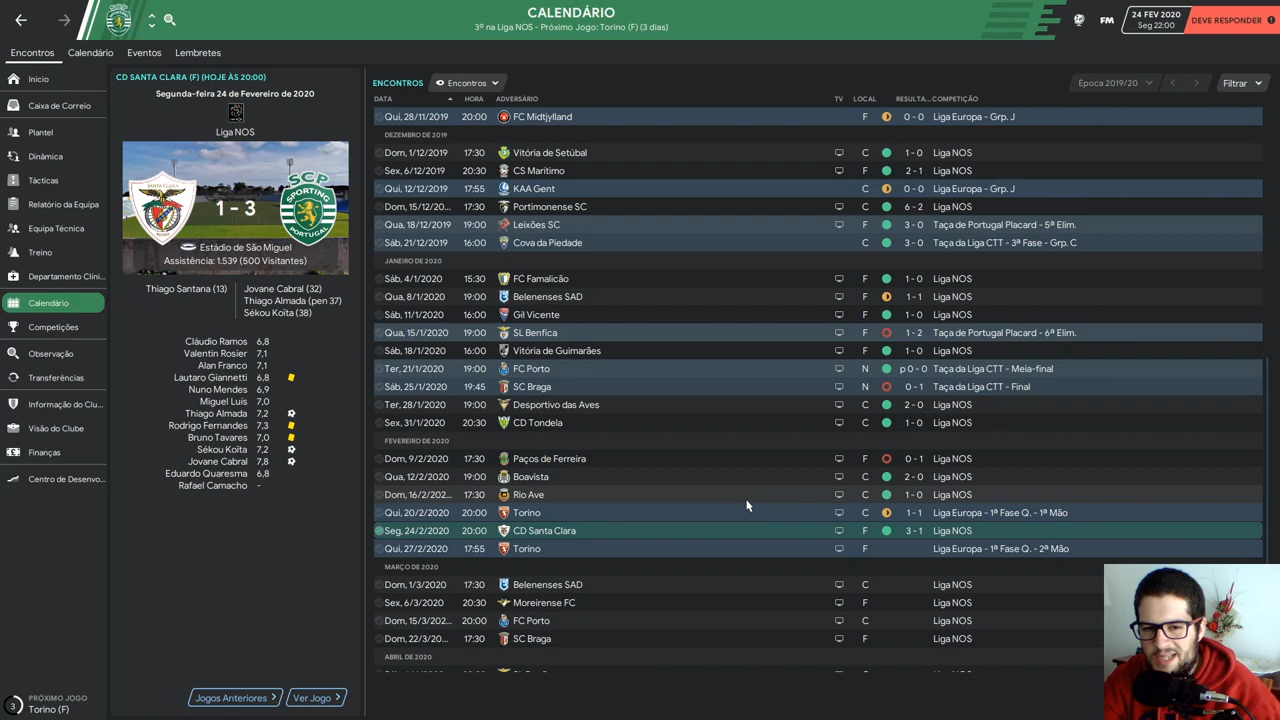 CALENDÁRIO
3º na Liga NOS - Próximo Jogo: Torino (F) (3 dias)
FM
24 FEV 2020
Seg 22:00
DEVE RESPONDER
Encontros
Calendário
Eventos
Lembretes
Início
Caixa de Correio
Plantel
Dinâmica
Táticas
Relatório da Equipa
Equipa Técnica
Treino
Departamento Clíni...
Calendário
Competições
Observação
Transferências
Informação do Clu...
Visão do Clube
Finanças
Centro de Desenvo...
PRÓXIMO JOGO
3 Torino (F)
CD SANTA CLARA (F) (HOJE ÀS 20:00)
Segunda-feira 24 de Fevereiro de 2020
Liga NOS
SANTA CLARA
1 - 3
SCP
SPORTING
PORTUGAL
Estádio de São Miguel
Assistência: 1.539 (500 Visitantes)
Thiago Santana (13)
Jovane Cabral (32)
Thiago Almada (pen 37)
Sékou Koïta (38)
Cláudio Ramos 6,8
Valentin Rosier 7,1
Alan Franco 7,1
Lautaro Giannetti 6,8
Nuno Mendes 6,9
Miguel Luís 7,0
Thiago Almada 7,2
Rodrigo Fernandes 7,3
Bruno Tavares 7,0
Sékou Koïta 7,2
Jovane Cabral 7,8
Eduardo Quaresma 6,8
Rafael Camacho -
Jogos Anteriores
Ver Jogo
ENCONTROS
Encontros
Época 2019/20
Filtrar
DATA HORA ADVERSÁRIO TV LOCAL RESULTA... COMPETIÇÃO
Qui, 28/11/2019 20:00 FC Midtjylland F 0 - 0 Liga Europa - Grp. J
DEZEMBRO DE 2019
Dom, 1/12/2019 17:30 Vitória de Setúbal C 1 - 0 Liga NOS
Sex, 6/12/2019 20:30 CS Marítimo F 2 - 1 Liga NOS
Qui, 12/12/2019 17:55 KAA Gent C 0 - 0 Liga Europa - Grp. J
Dom, 15/12/20... 17:30 Portimonense SC C 6 - 2 Liga NOS
Qua, 18/12/2019 19:00 Leixões SC F 3 - 0 Taça de Portugal Placard - 5ª Elim.
Sáb, 21/12/2019 16:00 Cova da Piedade C 3 - 0 Taça da Liga CTT - 3ª Fase - Grp. C
JANEIRO DE 2020
Sáb, 4/1/2020 15:30 FC Famalicão F 1 - 0 Liga NOS
Qua, 8/1/2020 19:00 Belenenses SAD F 1 - 1 Liga NOS
Sáb, 11/1/2020 16:00 Gil Vicente F 1 - 0 Liga NOS
Qua, 15/1/2020 19:00 SL Benfica F 1 - 2 Taça de Portugal Placard - 6ª Elim.
Sáb, 18/1/2020 16:00 Vitória de Guimarães F 1 - 0 Liga NOS
Ter, 21/1/2020 19:00 FC Porto N p 0 - 0 Taça da Liga CTT - Meia-final
Sáb, 25/1/2020 19:45 SC Braga N 0 - 1 Taça da Liga CTT - Final
Ter, 28/1/2020 19:00 Desportivo das Aves C 2 - 0 Liga NOS
Sex, 31/1/2020 20:30 CD Tondela C 1 - 0 Liga NOS
FEVEREIRO DE 2020
Dom, 9/2/2020 17:30 Paços de Ferreira F 0 - 1 Liga NOS
Qua, 12/2/2020 19:00 Boavista C 2 - 0 Liga NOS
Dom, 16/2/202... 17:30 Rio Ave C 1 - 0 Liga NOS
Qui, 20/2/2020 20:00 Torino C 1 - 1 Liga Europa - 1ª Fase Q. - 1ª Mão
Seg, 24/2/2020 20:00 CD Santa Clara F 3 - 1 Liga NOS
Qui, 27/2/2020 17:55 Torino F Liga Europa - 1ª Fase Q. - 2ª Mão
MARÇO DE 2020
Dom, 1/3/2020 17:30 Belenenses SAD C Liga NOS
Sex, 6/3/2020 20:30 Moreirense FC F Liga NOS
Dom, 15/3/202... 20:00 FC Porto C Liga NOS
Dom, 22/3/20... 17:30 SC Braga F Liga NOS
ABRIL DE 2020